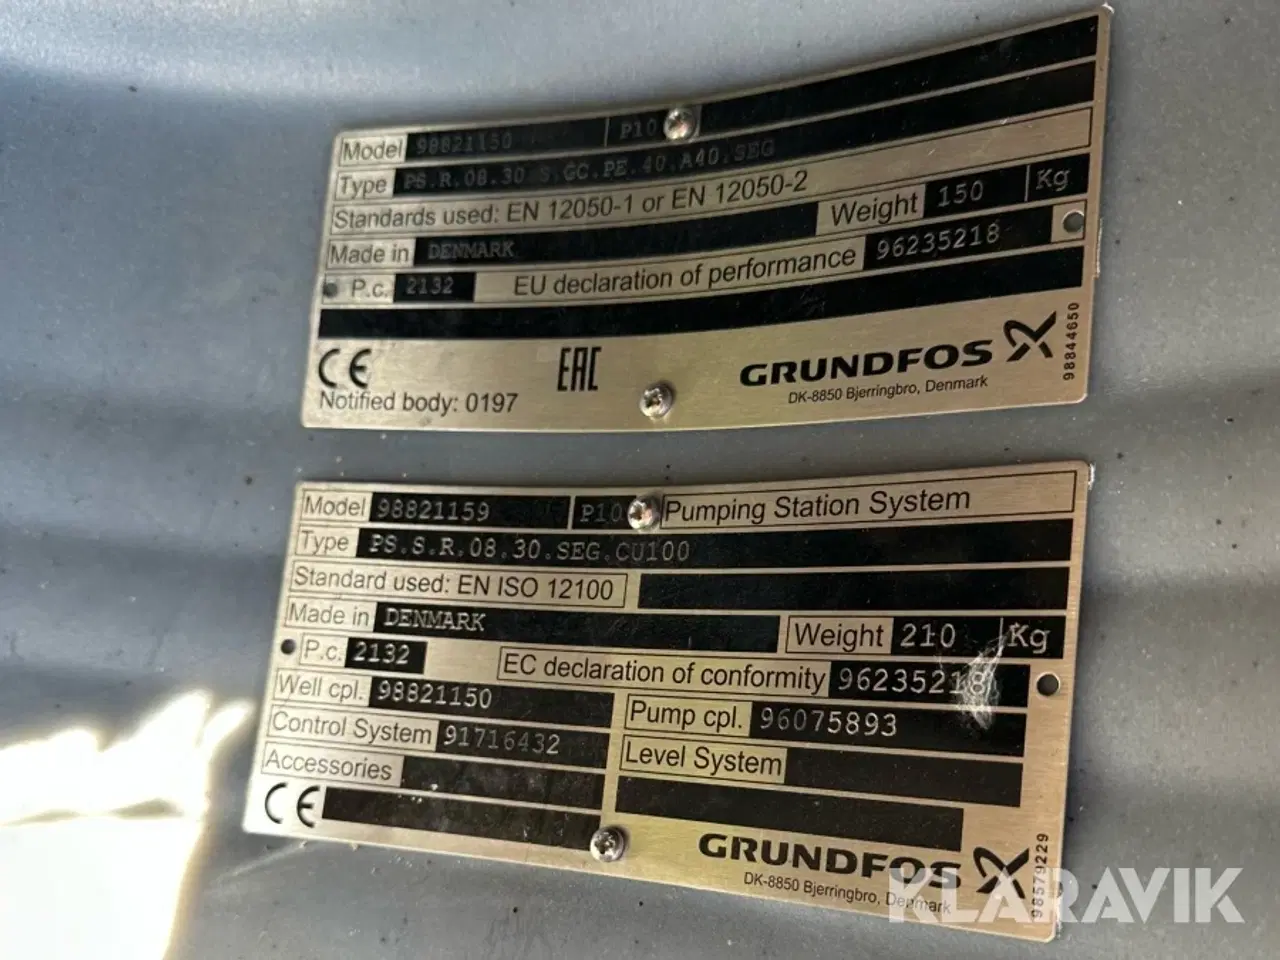 Model 98821150 P10
Type PS.R.08.30 S.GC.PE.40.A40.SEG
Standards used: EN 12050-1 or EN 12050-2
Made in DENMARK Weight 150 Kg
P.c. 2132 EU declaration of performance 96235218
CE EAC GRUNDFOS
Notified body: 0197 DK-8850 Bjerringbro, Denmark
98844650
Model 98821159 P10 Pumping Station System
Type PS.S.R.08.30.SEG.CU100
Standard used: EN ISO 12100
Made in DENMARK Weight 210 Kg
P.c. 2132 EC declaration of conformity 96235218
Well cpl. 98821150 Pump cpl. 96075893
Control System 91716432 Level System
Accessories
CE GRUNDFOS
DK-8850 Bjerringbro, Denmark
98579229
KLARAVIK